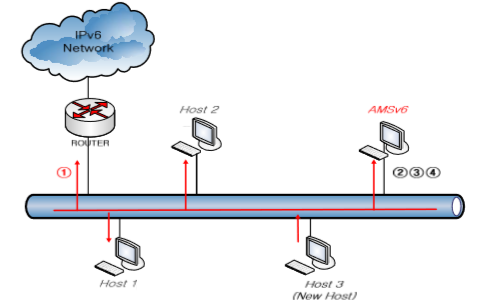 IPv6
Network
Host 2
AMSv6
ROUTER
① ②③④
Host 1
Host 3
(New Host)